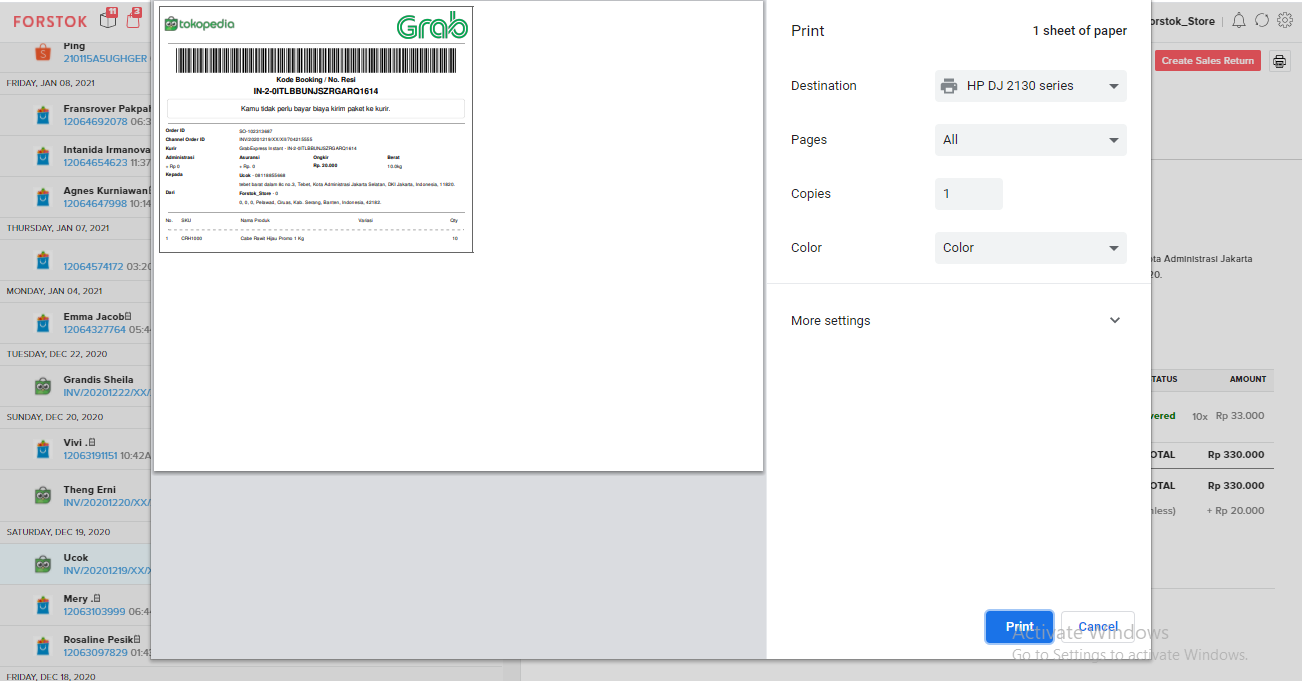 FORSTOK
11
3
Ping
210115A5UGHGER
FRIDAY, JAN 08, 2021
Fransrover Pakpal
12064692078 06:3
Intanida Irmanova
12064654623 11:37
Agnes Kurniawan
12064647998 10:14
THURSDAY, JAN 07, 2021
12064574172 03:20
MONDAY, JAN 04, 2021
Emma Jacob
12064327764 05:4
TUESDAY, DEC 22, 2020
Grandis Sheila
INV/20201222/XX/
SUNDAY, DEC 20, 2020
Vivi .
12063191151 10:42A
Theng Erni
INV/20201220/XX/
SATURDAY, DEC 19, 2020
Ucok
INV/20201219/XX/X
Mery .
12063103999 06:4
Rosaline Pesik
12063097829 01:43
FRIDAY, DEC 18, 2020
tokopedia
Grab
Kode Booking / No. Resi
IN-2-0ITLBBUNJSZRGARQ1614
Kamu tidak perlu bayar biaya kirim paket ke kurir.
Order ID SO-102313687
Channel Order ID INV/20201219/XX/XII/704213555
Kurir GrabExpress Instant - IN-2-0ITLBBUNJSZRGARQ1614
Administrasi Asuransi Ongkir Berat
+ Rp 0 + Rp. 0 Rp. 20.000 10.0kg
Kepada Ucok - 08118855668
tebet barat dalam 8c no.3, Tebet, Kota Administrasi Jakarta Selatan, DKI Jakarta, Indonesia, 11820.
Dari Forstok_Store - 0
0, 0, 0, Pelawad, Ciruas, Kab. Serang, Banten, Indonesia, 42182.
No. SKU Nama Produk Variasi Qty
1 CRH1000 Cabe Rawit Hijau Promo 1 Kg 10
Print 1 sheet of paper
Destination HP DJ 2130 series
Pages All
Copies 1
Color Color
More settings
Print Cancel
orstok_Store
Create Sales Return
ota Administrasi Jakarta
20.
TATUS AMOUNT
vered 10x Rp 33.000
OTAL Rp 330.000
OTAL Rp 330.000
nless) + Rp 20.000
Activate Windows
Go to Settings to activate Windows.